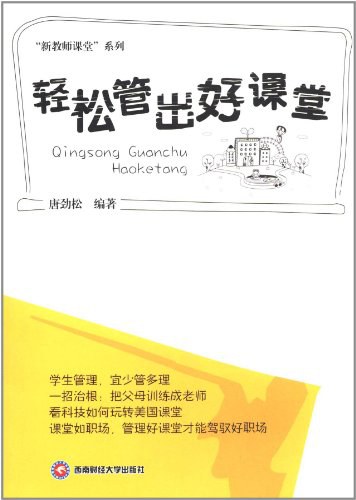 “新教师课堂”系列
轻松管出好课堂
Qingsong Guanchu
Haoketang
唐劲松 编著
学生管理，宜少管多理
一招治根：把父母训练成老师
看科技如何玩转美国课堂
课堂如职场，管理好课堂才能驾驭好职场
西南财经大学出版社